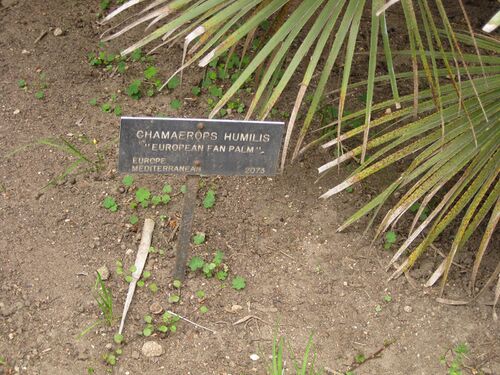 CHAMAEROPS HUMILIS
"EUROPEAN FAN PALM"
EUROPE
MEDITERRANEAN 2073